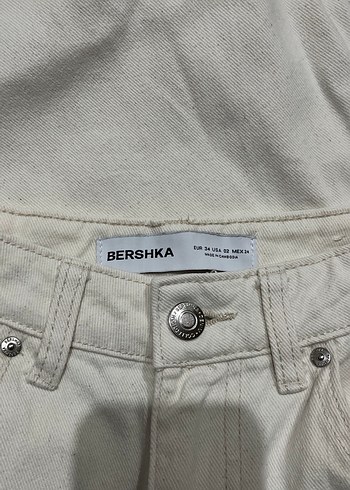 BERSHKA
EUR 34 USA 02 MEX 24
MADE IN CAMBODIA